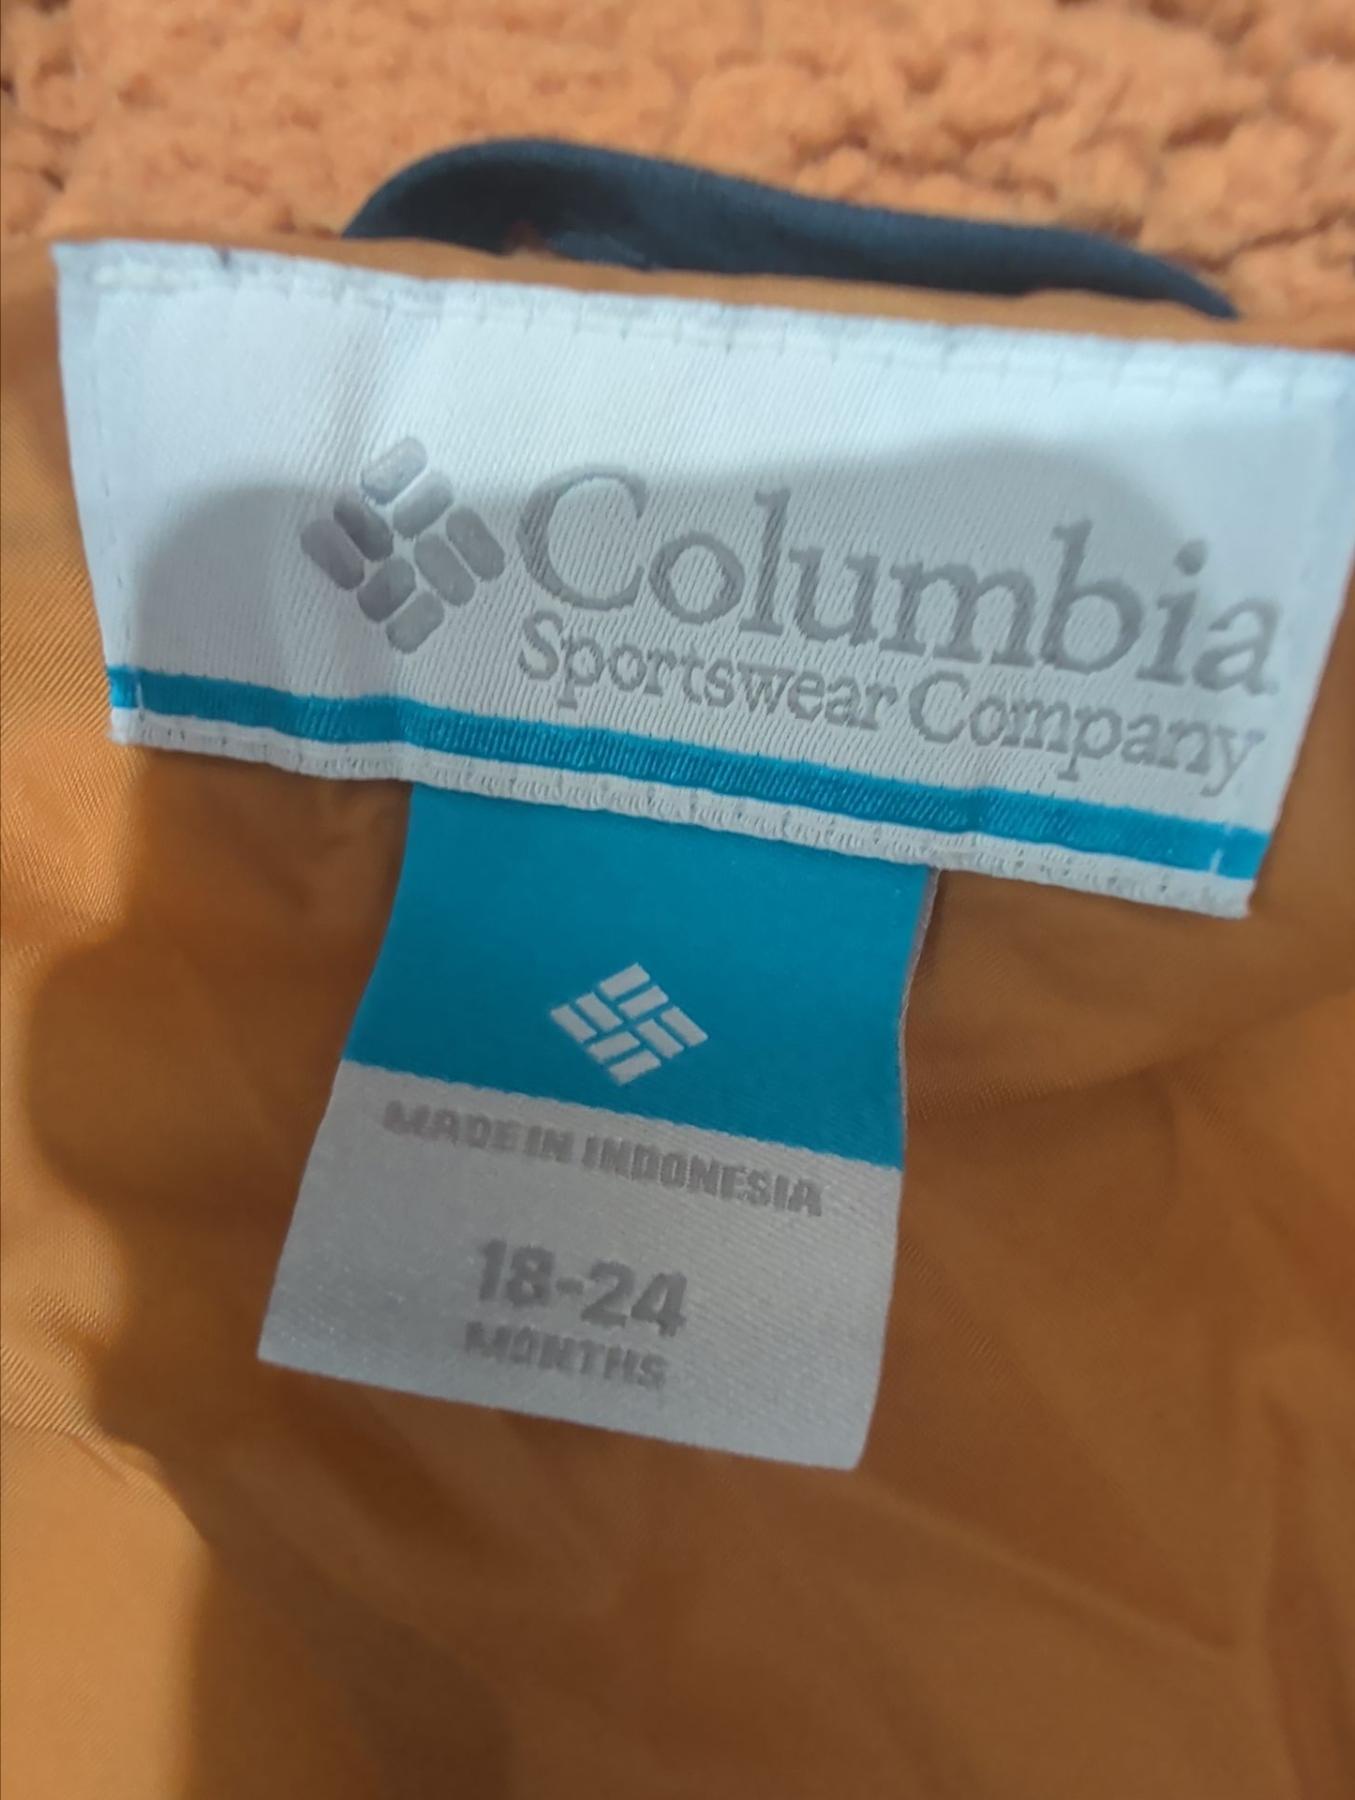 Columbia
Sportswear Company
MADE IN INDONESIA
18-24
MONTHS